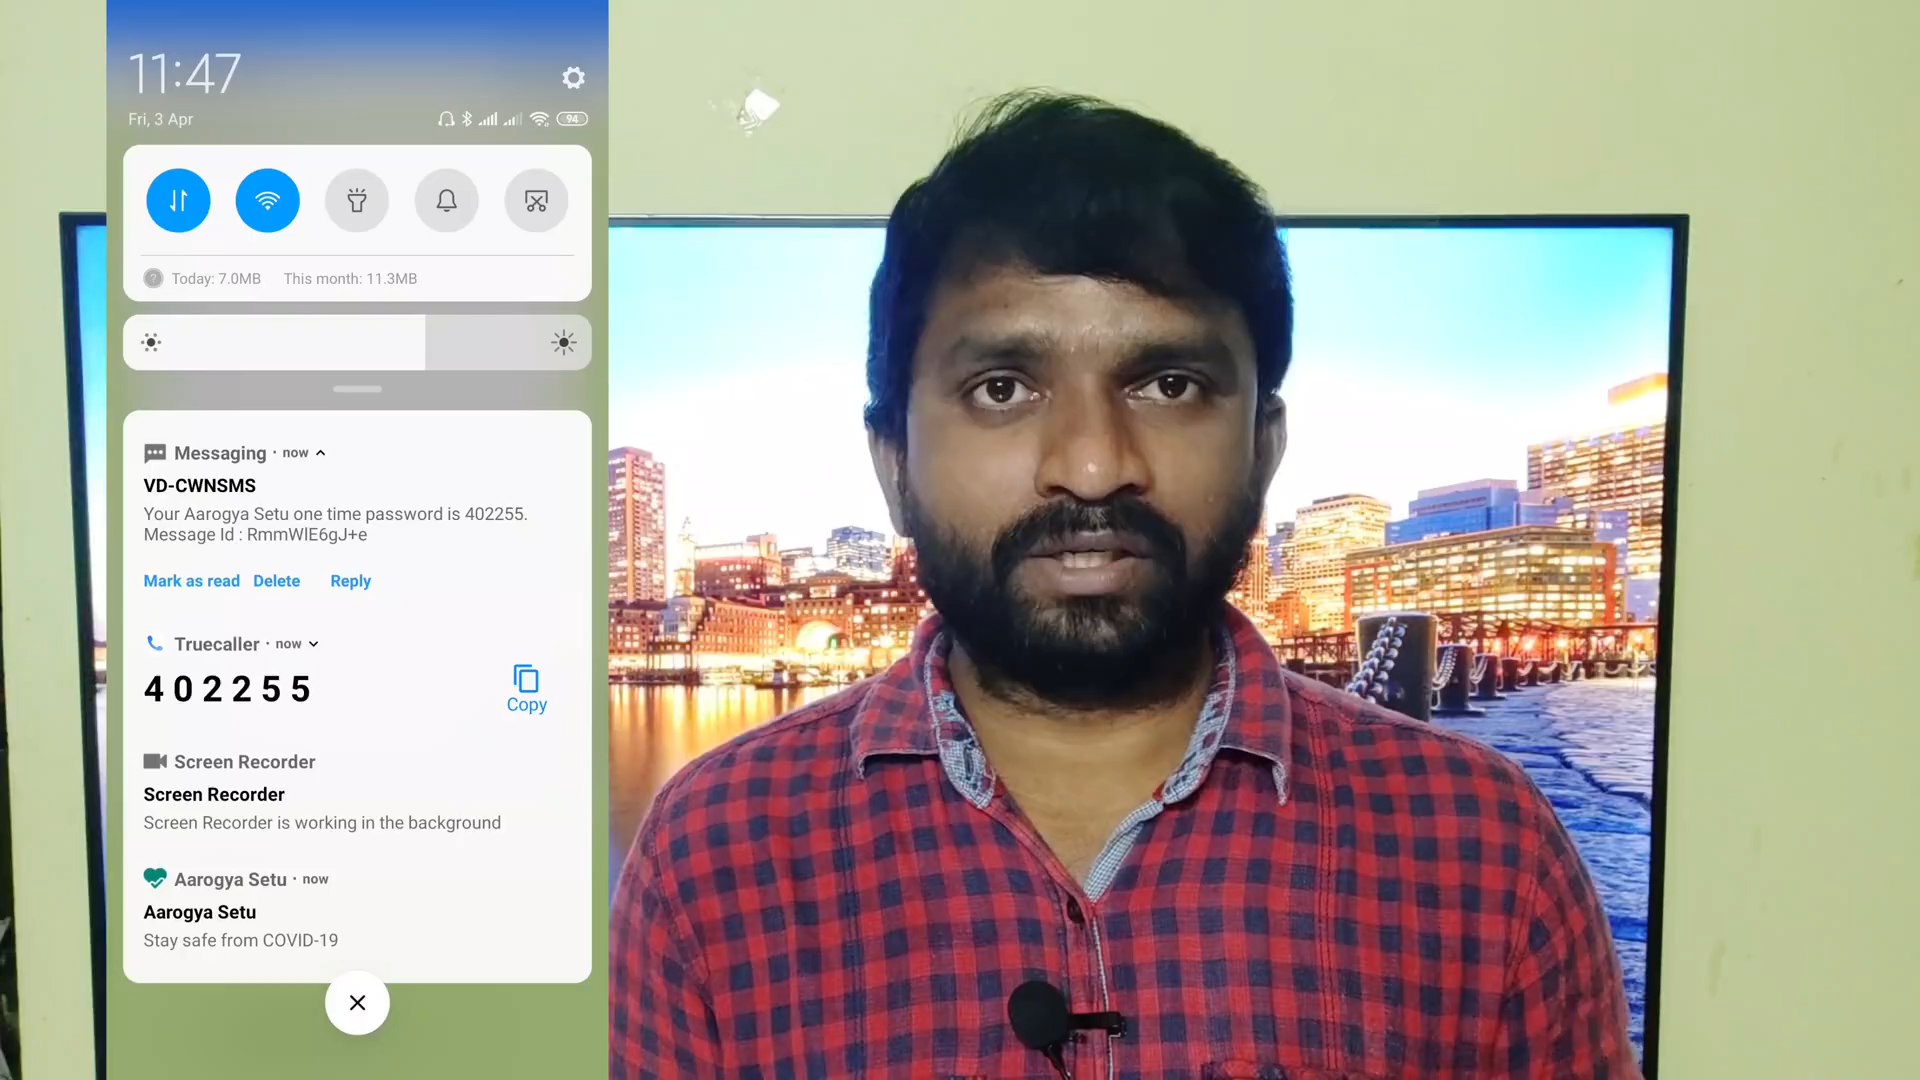 11:47
Fri, 3 Apr
94
Today: 7.0MB This month: 11.3MB
Messaging · now
VD-CWNSMS
Your Aarogya Setu one time password is 402255.
Message Id : RmmWlE6gJ+e
Mark as read Delete Reply
Truecaller · now
402255
Copy
Screen Recorder
Screen Recorder
Screen Recorder is working in the background
Aarogya Setu · now
Aarogya Setu
Stay safe from COVID-19